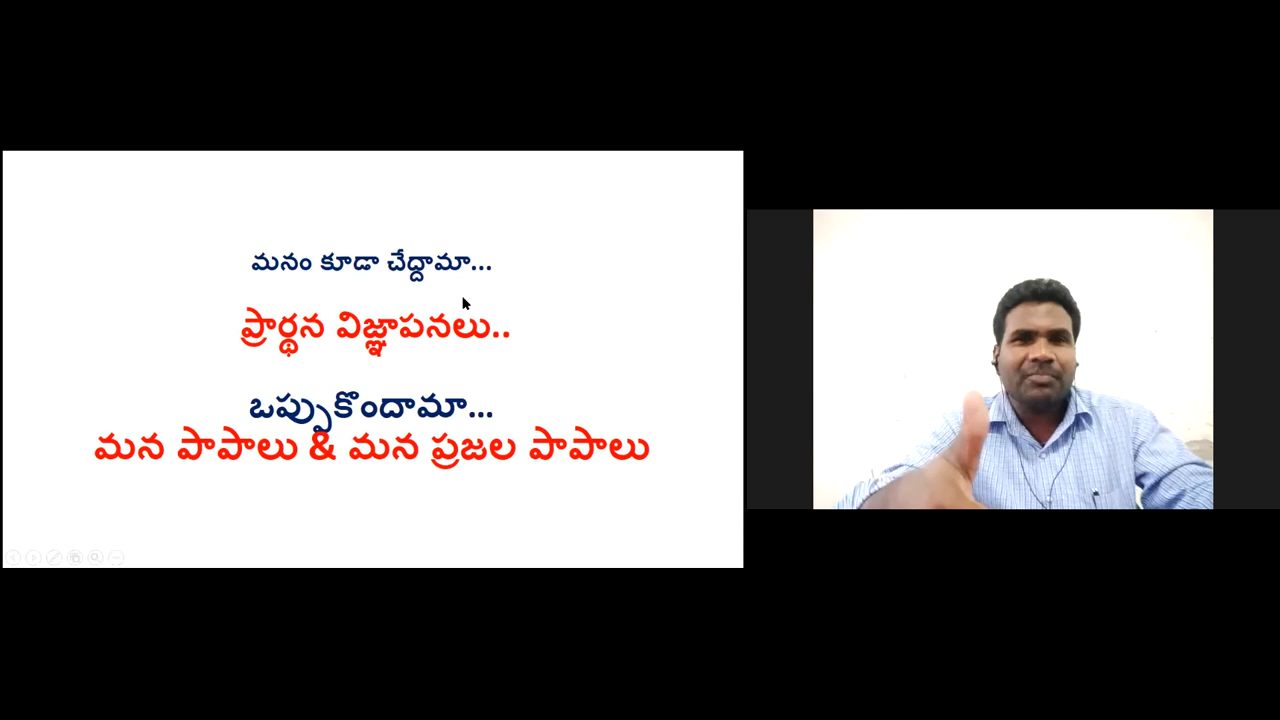 మనం కూడా చేద్దామా...
ప్రార్థన విజ్ఞాపనలు..
ఒప్పుకొందామా...
మన పాపాలు & మన ప్రజల పాపాలు